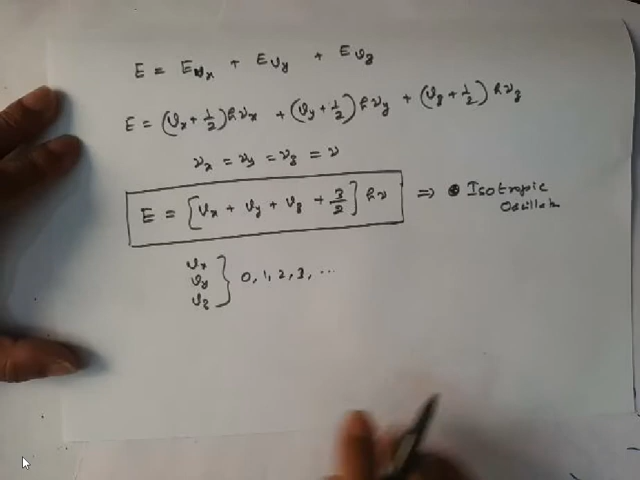 E = Eυx + Eυy + Eυz
E = (υx + 1/2) hνx + (υy + 1/2) hνy + (υz + 1/2) hνz
νx = νy = νz = ν
E = [υx + υy + υz + 3/2] hν ⇒ Isotropic
Oscillator
υx
υy } 0, 1, 2, 3, ...
υz